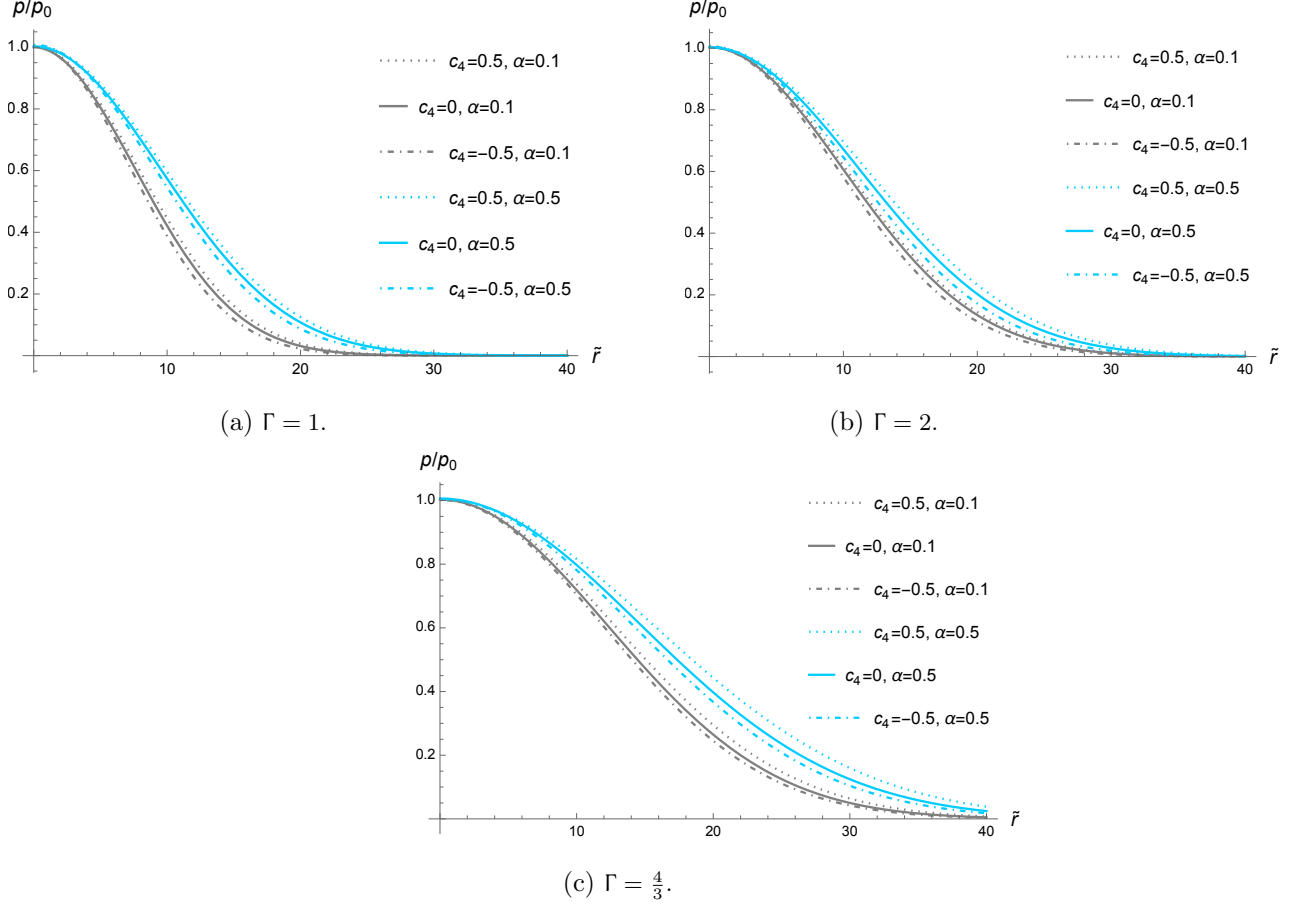 p/p₀
1.0
0.8
0.6
0.4
0.2
10
20
30
40
r̃
c₄=0.5, α=0.1
c₄=0, α=0.1
c₄=−0.5, α=0.1
c₄=0.5, α=0.5
c₄=0, α=0.5
c₄=−0.5, α=0.5
(a) Γ = 1.
p/p₀
1.0
0.8
0.6
0.4
0.2
10
20
30
40
r̃
c₄=0.5, α=0.1
c₄=0, α=0.1
c₄=−0.5, α=0.1
c₄=0.5, α=0.5
c₄=0, α=0.5
c₄=−0.5, α=0.5
(b) Γ = 2.
p/p₀
1.0
0.8
0.6
0.4
0.2
10
20
30
40
r̃
c₄=0.5, α=0.1
c₄=0, α=0.1
c₄=−0.5, α=0.1
c₄=0.5, α=0.5
c₄=0, α=0.5
c₄=−0.5, α=0.5
(c) Γ = 4/3.